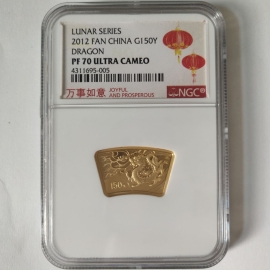 LUNAR SERIES
2012 FAN CHINA G150Y
DRAGON
PF 70 ULTRA CAMEO
4311695-005
万事如意
JOYFUL
AND PROSPEROUS
NGC
150